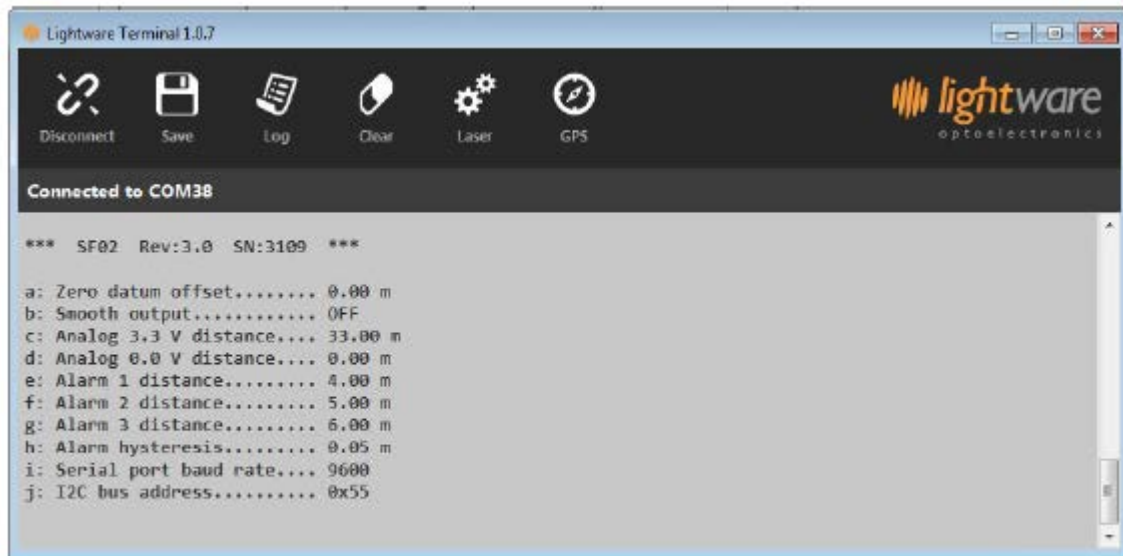 Lightware Terminal 1.0.7
Disconnect Save Log Clear Laser GPS
lightware
optoelectronics
Connected to COM38
*** SF02 Rev:3.0 SN:3109 ***
a: Zero datum offset........ 0.00 m
b: Smooth output............ OFF
c: Analog 3.3 V distance.... 33.00 m
d: Analog 0.0 V distance.... 0.00 m
e: Alarm 1 distance......... 4.00 m
f: Alarm 2 distance......... 5.00 m
g: Alarm 3 distance......... 6.00 m
h: Alarm hysteresis......... 0.05 m
i: Serial port baud rate.... 9600
j: I2C bus address.......... 0x55